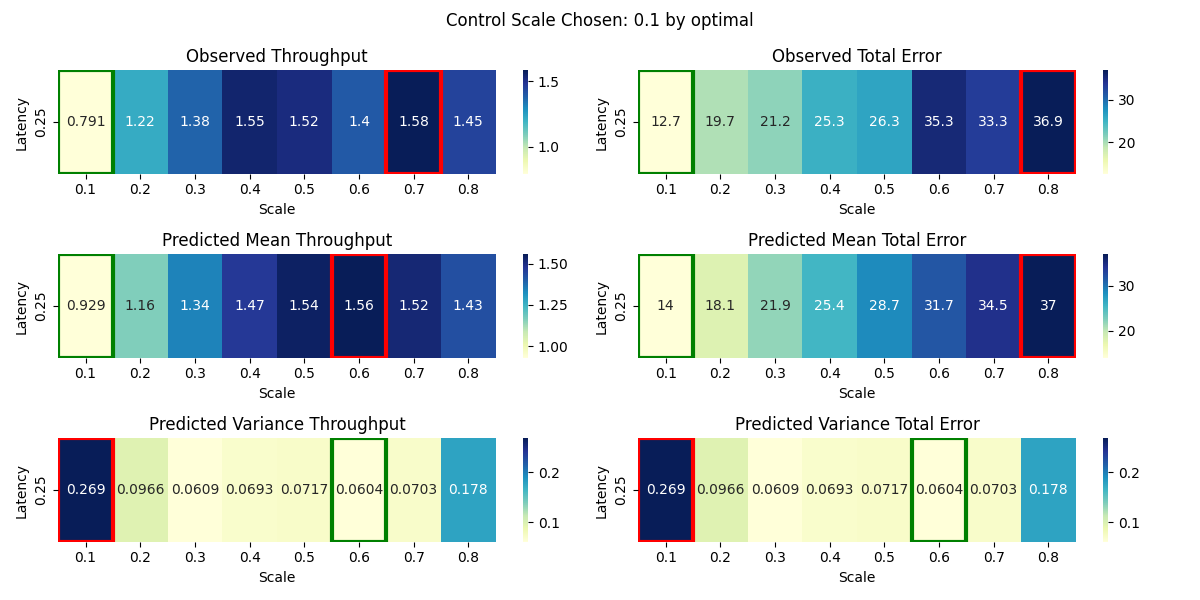 Control Scale Chosen: 0.1 by optimal
Observed Throughput
Latency
0.25
0.791 1.22 1.38 1.55 1.52 1.4 1.58 1.45
0.1 0.2 0.3 0.4 0.5 0.6 0.7 0.8
Scale
1.5
1.0
Observed Total Error
Latency
0.25
12.7 19.7 21.2 25.3 26.3 35.3 33.3 36.9
0.1 0.2 0.3 0.4 0.5 0.6 0.7 0.8
Scale
30
20
Predicted Mean Throughput
Latency
0.25
0.929 1.16 1.34 1.47 1.54 1.56 1.52 1.43
0.1 0.2 0.3 0.4 0.5 0.6 0.7 0.8
Scale
1.50
1.25
1.00
Predicted Mean Total Error
Latency
0.25
14 18.1 21.9 25.4 28.7 31.7 34.5 37
0.1 0.2 0.3 0.4 0.5 0.6 0.7 0.8
Scale
30
20
Predicted Variance Throughput
Latency
0.25
0.269 0.0966 0.0609 0.0693 0.0717 0.0604 0.0703 0.178
0.1 0.2 0.3 0.4 0.5 0.6 0.7 0.8
Scale
0.2
0.1
Predicted Variance Total Error
Latency
0.25
0.269 0.0966 0.0609 0.0693 0.0717 0.0604 0.0703 0.178
0.1 0.2 0.3 0.4 0.5 0.6 0.7 0.8
Scale
0.2
0.1